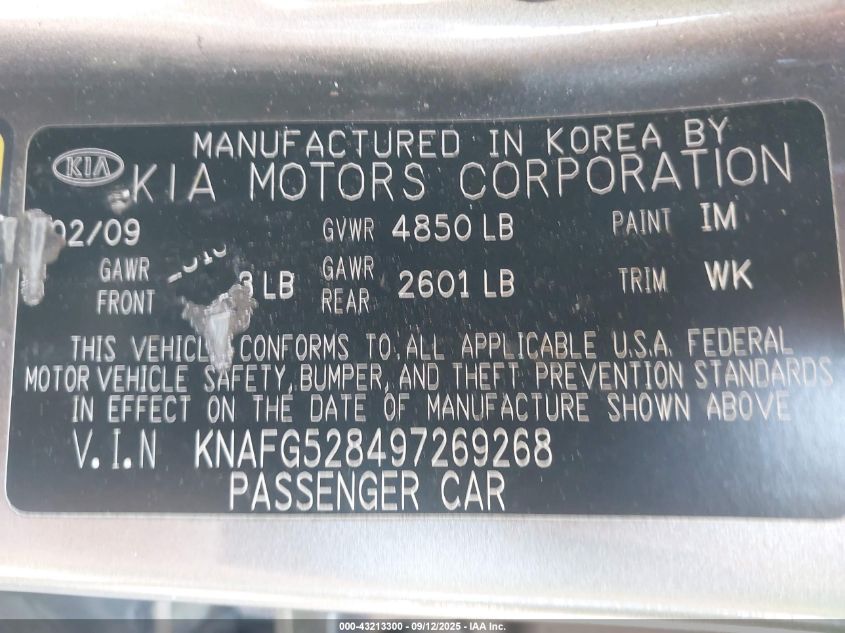 MANUFACTURED IN KOREA BY
KIA KIA MOTORS CORPORATION
02/09 GVWR 4850 LB PAINT IM
GAWR FRONT LB GAWR REAR 2601 LB TRIM WK
THIS VEHICLE CONFORMS TO ALL APPLICABLE U.S.A. FEDERAL
MOTOR VEHICLE SAFETY, BUMPER, AND THEFT PREVENTION STANDARDS
IN EFFECT ON THE DATE OF MANUFACTURE SHOWN ABOVE
V.I.N KNAFG528497269268
PASSENGER CAR
000-43213300 - 09/12/2025 - IAA Inc.